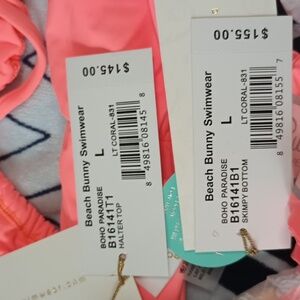 $145.00
Beach Bunny Swimwear
L
LT CORAL-831
8 49816 08145 8
BOHO PARADISE
B16141T1
HALTER TOP
$155.00
Beach Bunny Swimwear
L
LT CORAL-831
8 49816 08155 7
BOHO PARADISE
B16141D1
SKIMPY BOTTOM